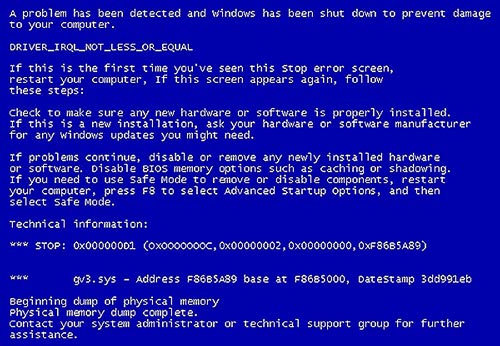 A problem has been detected and Windows has been shut down to prevent damage
to your computer.
DRIVER_IRQL_NOT_LESS_OR_EQUAL
If this is the first time you've seen this Stop error screen,
restart your computer, If this screen appears again, follow
these steps:
Check to make sure any new hardware or software is properly installed.
If this is a new installation, ask your hardware or software manufacturer
for any windows updates you might need.
If problems continue, disable or remove any newly installed hardware
or software. Disable BIOS memory options such as caching or shadowing.
If you need to use Safe Mode to remove or disable components, restart
your computer, press F8 to select Advanced Startup Options, and then
select Safe Mode.
Technical information:
*** STOP: 0x000000D1 (0x0000000C,0x00000002,0x00000000,0xF86B5A89)
*** gv3.sys - Address F86B5A89 base at F86B5000, DateStamp 3dd991eb
Beginning dump of physical memory
Physical memory dump complete.
Contact your system administrator or technical support group for further
assistance.